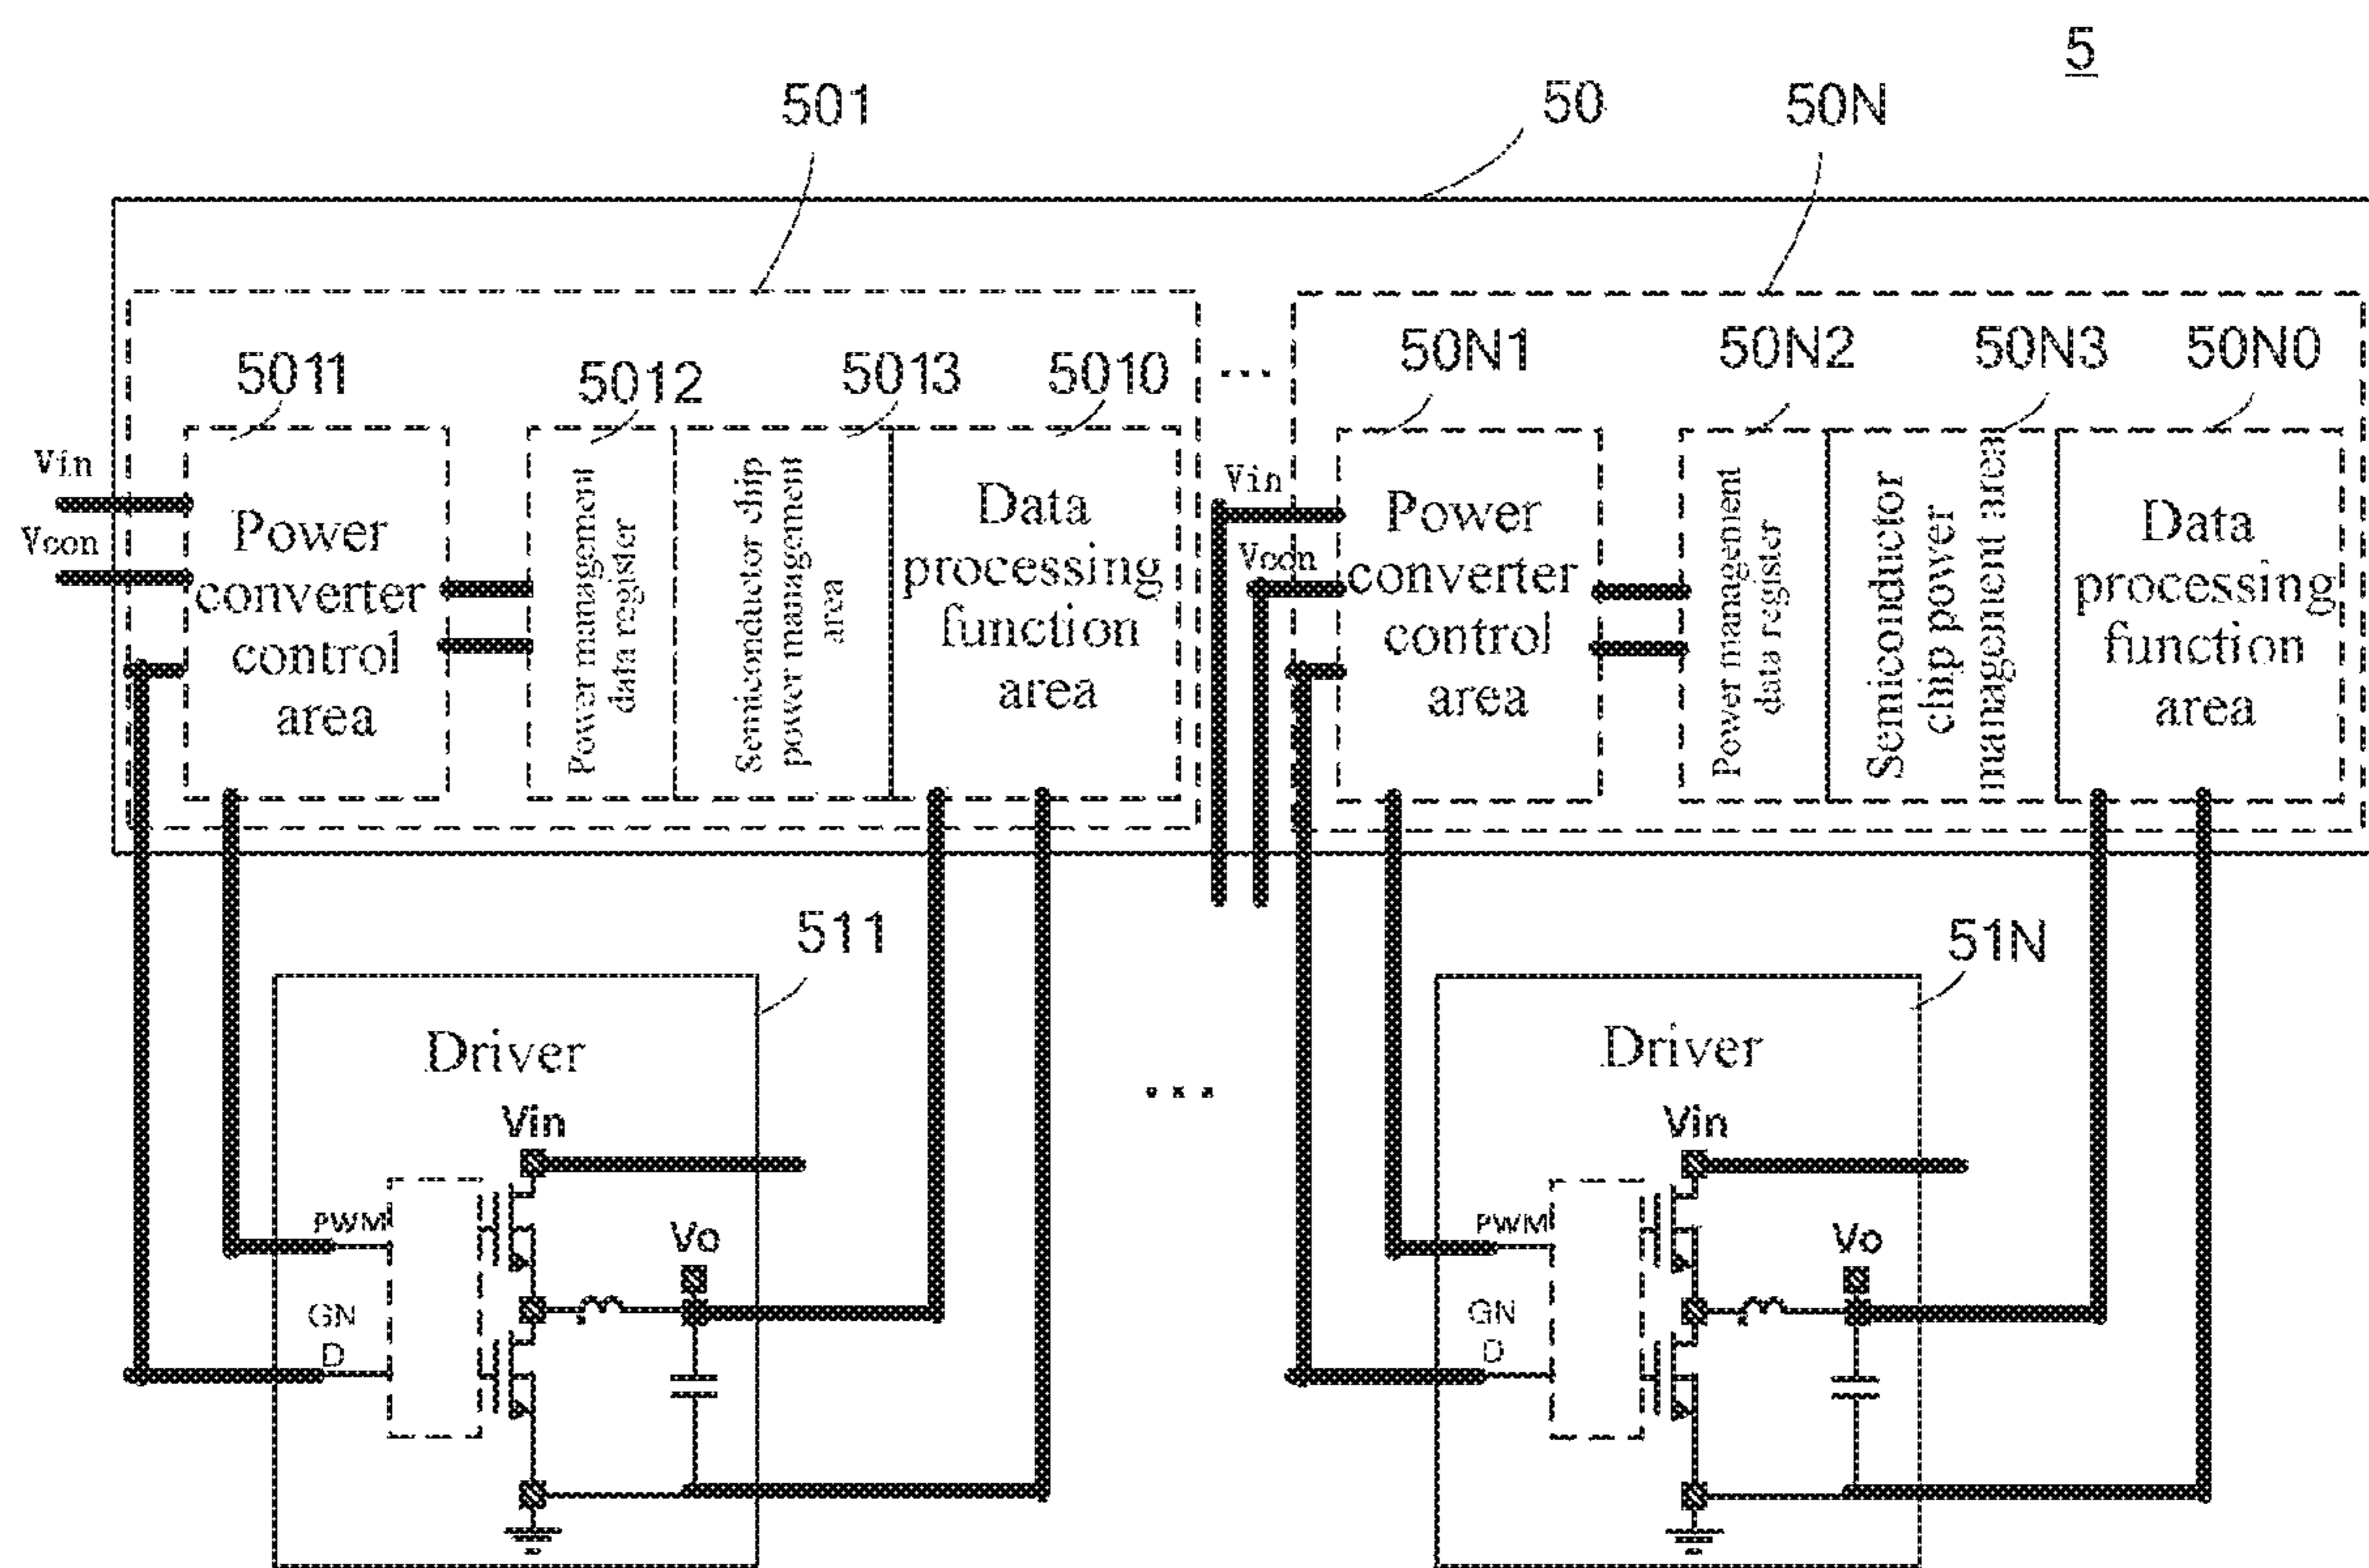 5
501
50
50N
5011
5012
5013
5010
...
50N1
50N2
50N3
50N0
Vin
Vcon
Power
converter
control
area
Power management
data register
Semiconductor chip
power management
area
Data
processing
function
area
Vin
Vcon
Power
converter
control
area
Power management
data register
Semiconductor
chip power
management area
Data
processing
function
area
511
Driver
Vin
PWM
Vo
GN
D
...
51N
Driver
Vin
PWM
Vo
GN
D